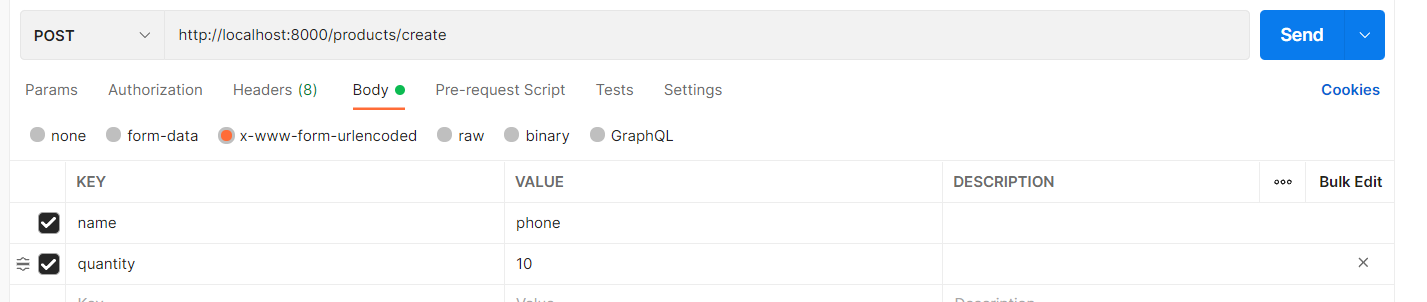 POST http://localhost:8000/products/create Send
Params Authorization Headers (8) Body Pre-request Script Tests Settings Cookies
none form-data x-www-form-urlencoded raw binary GraphQL
KEY VALUE DESCRIPTION ooo Bulk Edit
name phone
quantity 10
Key Value Description